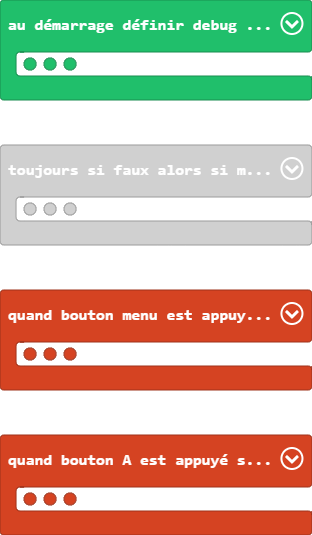 au démarrage définir debug ...
toujours si faux alors si m...
quand bouton menu est appuy...
quand bouton A est appuyé s...